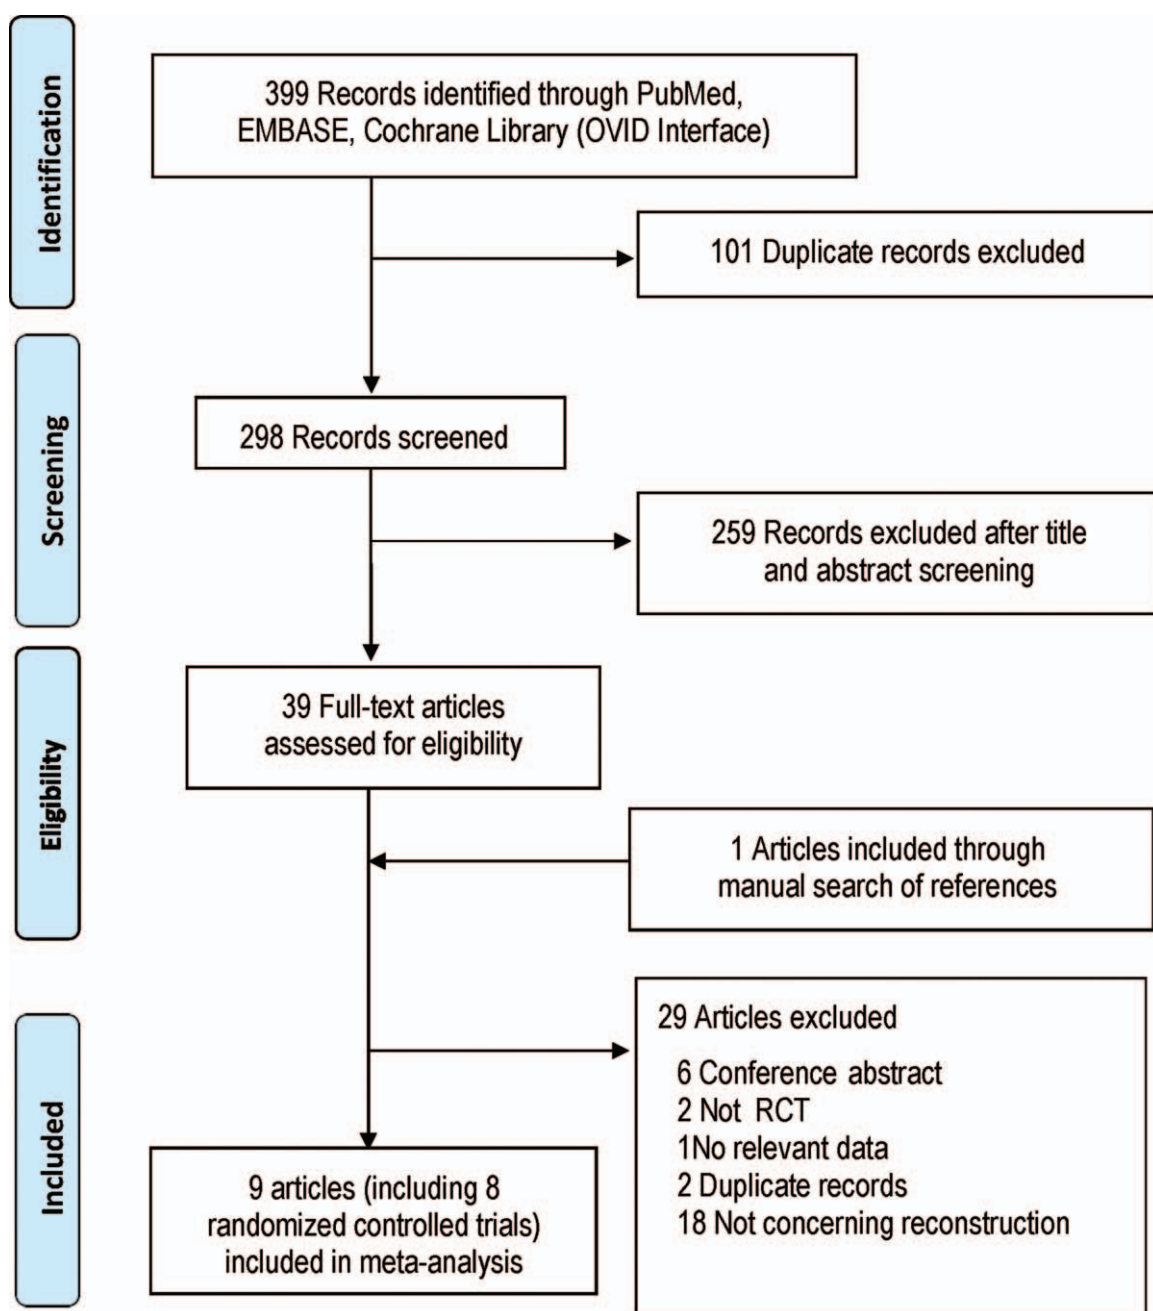 Identification
399 Records identified through PubMed,
EMBASE, Cochrane Library (OVID Interface)
101 Duplicate records excluded
Screening
298 Records screened
259 Records excluded after title
and abstract screening
Eligibility
39 Full-text articles
assessed for eligibility
1 Articles included through
manual search of references
Included
29 Articles excluded
6 Conference abstract
2 Not RCT
1No relevant data
2 Duplicate records
18 Not concerning reconstruction
9 articles (including 8
randomized controlled trials)
included in meta-analysis